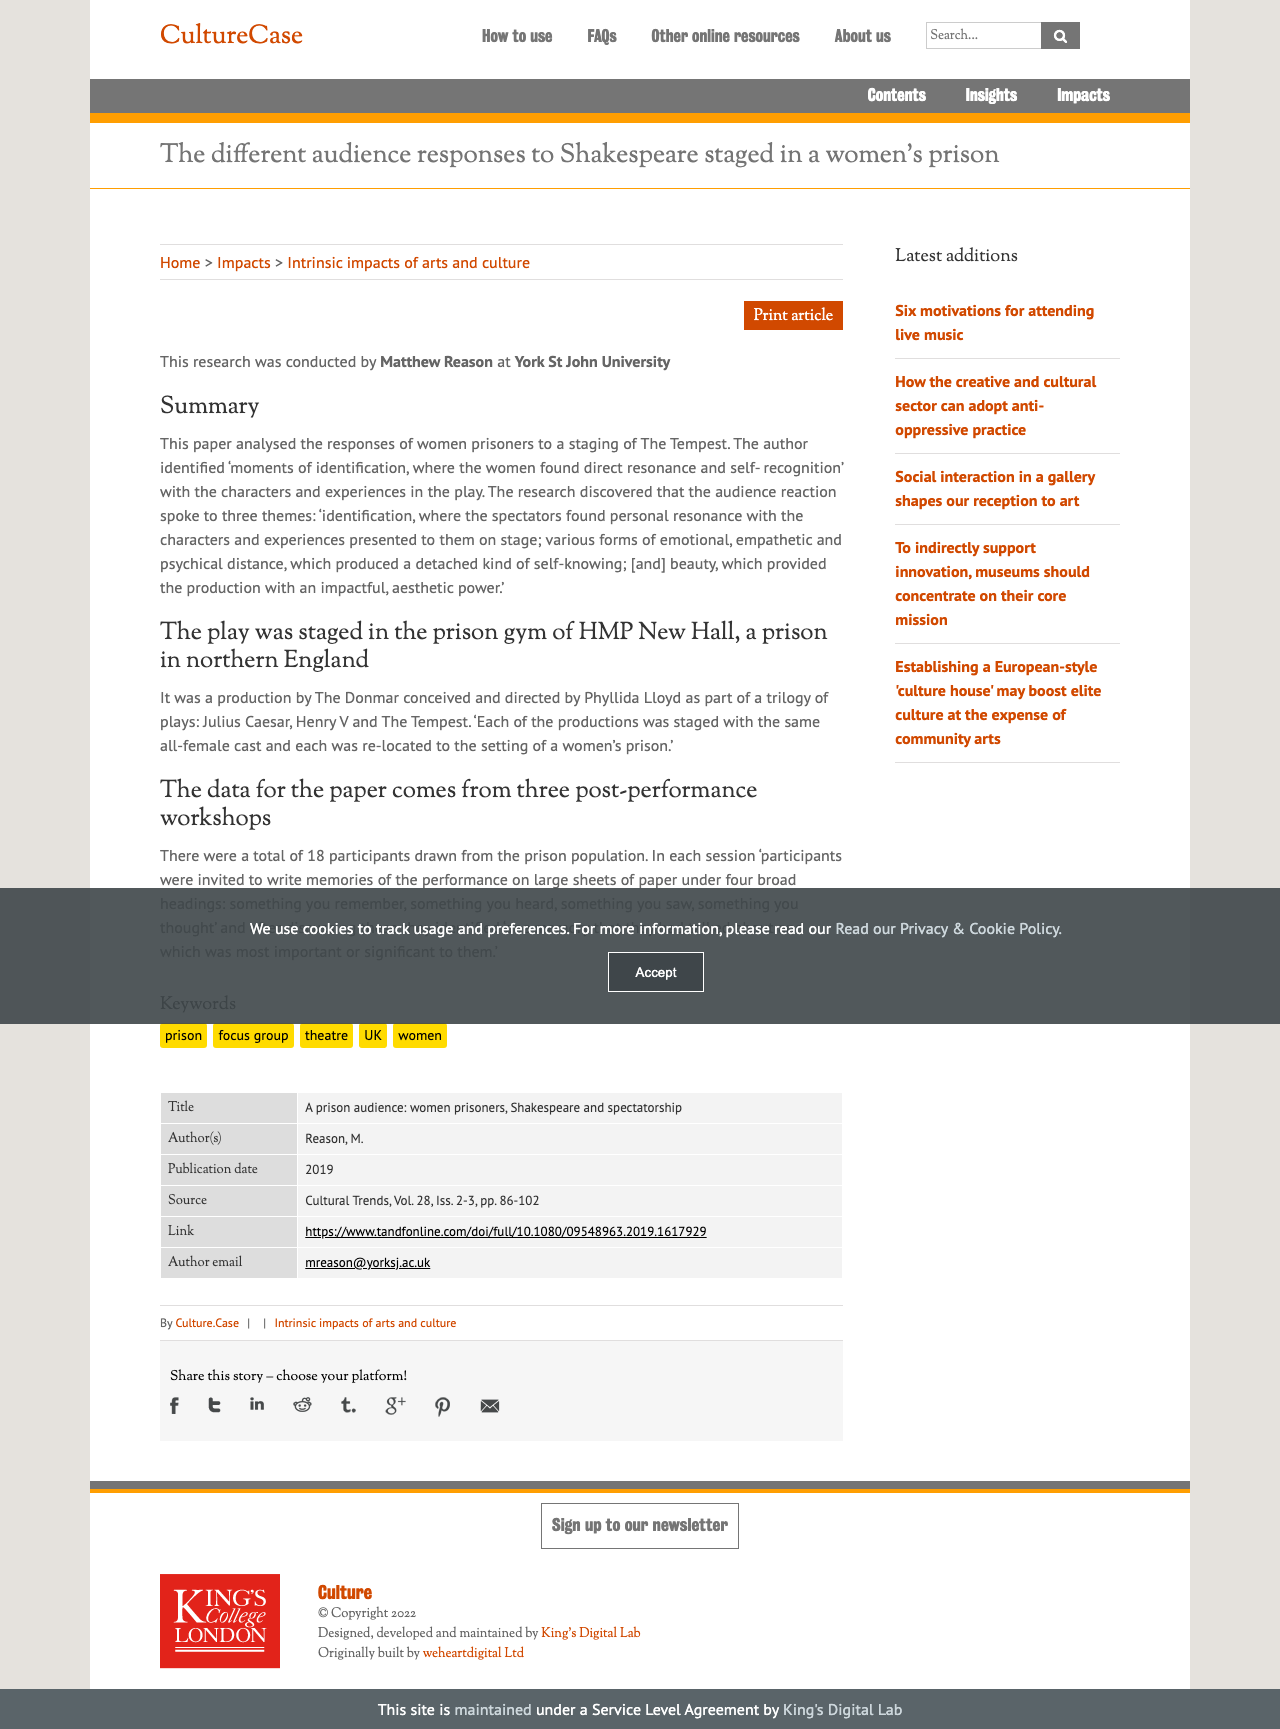 CultureCase
How to use
FAQs
Other online resources
About us
Search...
Contents
Insights
Impacts
The different audience responses to Shakespeare staged in a women’s prison
Home > Impacts > Intrinsic impacts of arts and culture
Print article
This research was conducted by Matthew Reason at York St John University
Summary
This paper analysed the responses of women prisoners to a staging of The Tempest. The author
identified ‘moments of identification, where the women found direct resonance and self- recognition’
with the characters and experiences in the play. The research discovered that the audience reaction
spoke to three themes: ‘identification, where the spectators found personal resonance with the
characters and experiences presented to them on stage; various forms of emotional, empathetic and
psychical distance, which produced a detached kind of self-knowing; [and] beauty, which provided
the production with an impactful, aesthetic power.’
The play was staged in the prison gym of HMP New Hall, a prison
in northern England
It was a production by The Donmar conceived and directed by Phyllida Lloyd as part of a trilogy of
plays: Julius Caesar, Henry V and The Tempest. ‘Each of the productions was staged with the same
all-female cast and each was re-located to the setting of a women’s prison.’
The data for the paper comes from three post-performance
workshops
There were a total of 18 participants drawn from the prison population. In each session ‘participants
were invited to write memories of the performance on large sheets of paper under four broad
headings: something you remember, something you heard, something you saw, something you
thought’ and
which was most important or significant to them.’
We use cookies to track usage and preferences. For more information, please read our Read our Privacy & Cookie Policy.
Accept
Keywords
prison
focus group
theatre
UK
women
Title
A prison audience: women prisoners, Shakespeare and spectatorship
Author(s)
Reason, M.
Publication date
2019
Source
Cultural Trends, Vol. 28, Iss. 2-3, pp. 86-102
Link
https://www.tandfonline.com/doi/full/10.1080/09548963.2019.1617929
Author email
mreason@yorksj.ac.uk
By Culture.Case | | Intrinsic impacts of arts and culture
Share this story – choose your platform!
Latest additions
Six motivations for attending
live music
How the creative and cultural
sector can adopt anti-
oppressive practice
Social interaction in a gallery
shapes our reception to art
To indirectly support
innovation, museums should
concentrate on their core
mission
Establishing a European-style
'culture house' may boost elite
culture at the expense of
community arts
Sign up to our newsletter
KING'S
College
LONDON
Culture
© Copyright 2022
Designed, developed and maintained by King's Digital Lab
Originally built by weheartdigital Ltd
This site is maintained under a Service Level Agreement by King's Digital Lab